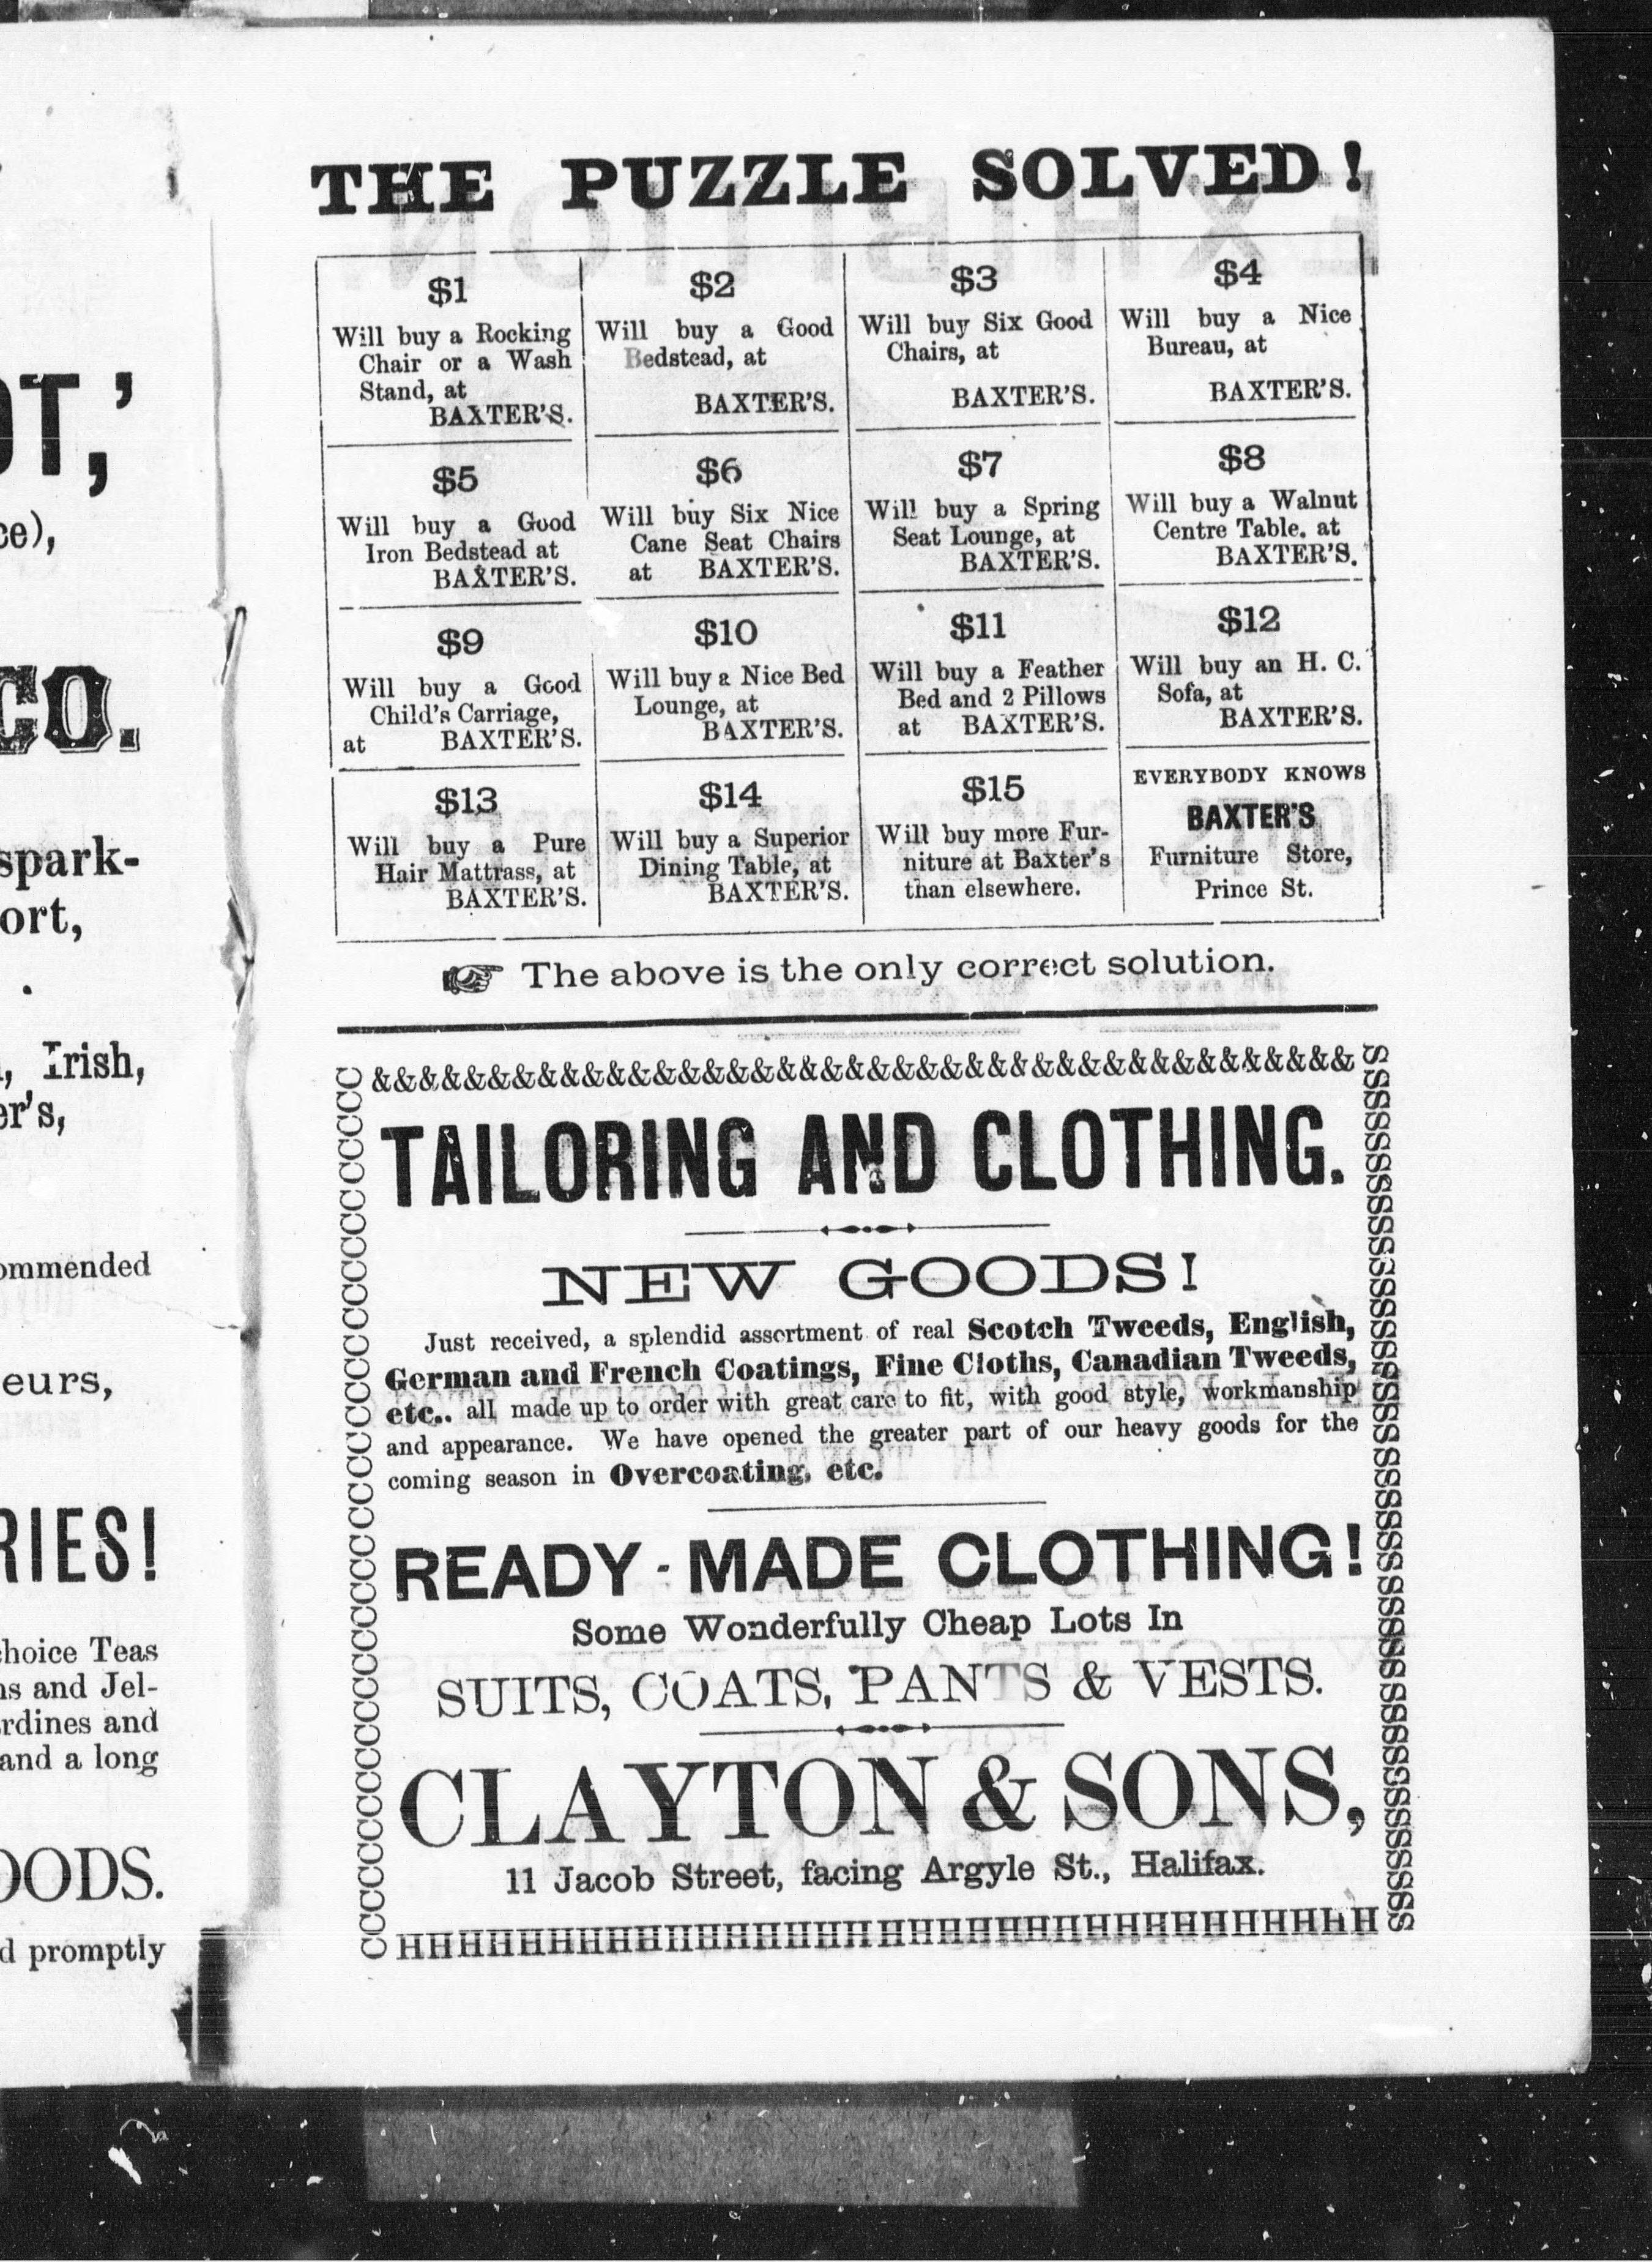 OT,’
ce),
CO.
spark-
ort,
, Irish,
er's,
ommended
eurs,
RIES!
choice Teas
ns and Jel-
rdines and
and a long
OODS.
d promptly
THE PUZZLE SOLVED!
$1
Will buy a Rocking
Chair or a Wash
Stand, at
BAXTER'S.
$2
Will buy a Good
Bedstead, at
BAXTER'S.
$3
Will buy Six Good
Chairs, at
BAXTER'S.
$4
Will buy a Nice
Bureau, at
BAXTER'S.
$5
Will buy a Good
Iron Bedstead at
BAXTER'S.
$6
Will buy Six Nice
Cane Seat Chairs
at BAXTER'S.
$7
Will buy a Spring
Seat Lounge, at
BAXTER'S.
$8
Will buy a Walnut
Centre Table. at
BAXTER'S.
$9
Will buy a Good
Child's Carriage,
at BAXTER'S.
$10
Will buy a Nice Bed
Lounge, at
BAXTER'S.
$11
Will buy a Feather
Bed and 2 Pillows
at BAXTER'S.
$12
Will buy an H. C.
Sofa, at
BAXTER'S.
$13
Will buy a Pure
Hair Mattrass, at
BAXTER'S.
$14
Will buy a Superior
Dining Table, at
BAXTER'S.
$15
Will buy more Fur-
niture at Baxter's
than elsewhere.
EVERYBODY KNOWS
BAXTER'S
Furniture Store,
Prince St.
☞ The above is the only correct solution.
&&&&&&&&&&&&&&&&&&&&&&&&&&&&&&&&&&&&&&&&&
TAILORING AND CLOTHING.
NEW GOODS!
Just received, a splendid assortment of real Scotch Tweeds, English,
German and French Coatings, Fine Cloths, Canadian Tweeds,
etc.. all made up to order with great care to fit, with good style, workmanship
and appearance. We have opened the greater part of our heavy goods for the
coming season in Overcoating, etc.
READY-MADE CLOTHING!
Some Wonderfully Cheap Lots In
SUITS, COATS, PANTS & VESTS.
CLAYTON & SONS,
11 Jacob Street, facing Argyle St., Halifax.
HHHHHHHHHHHHHHHHHHHHHHHHHHHHHHHHH